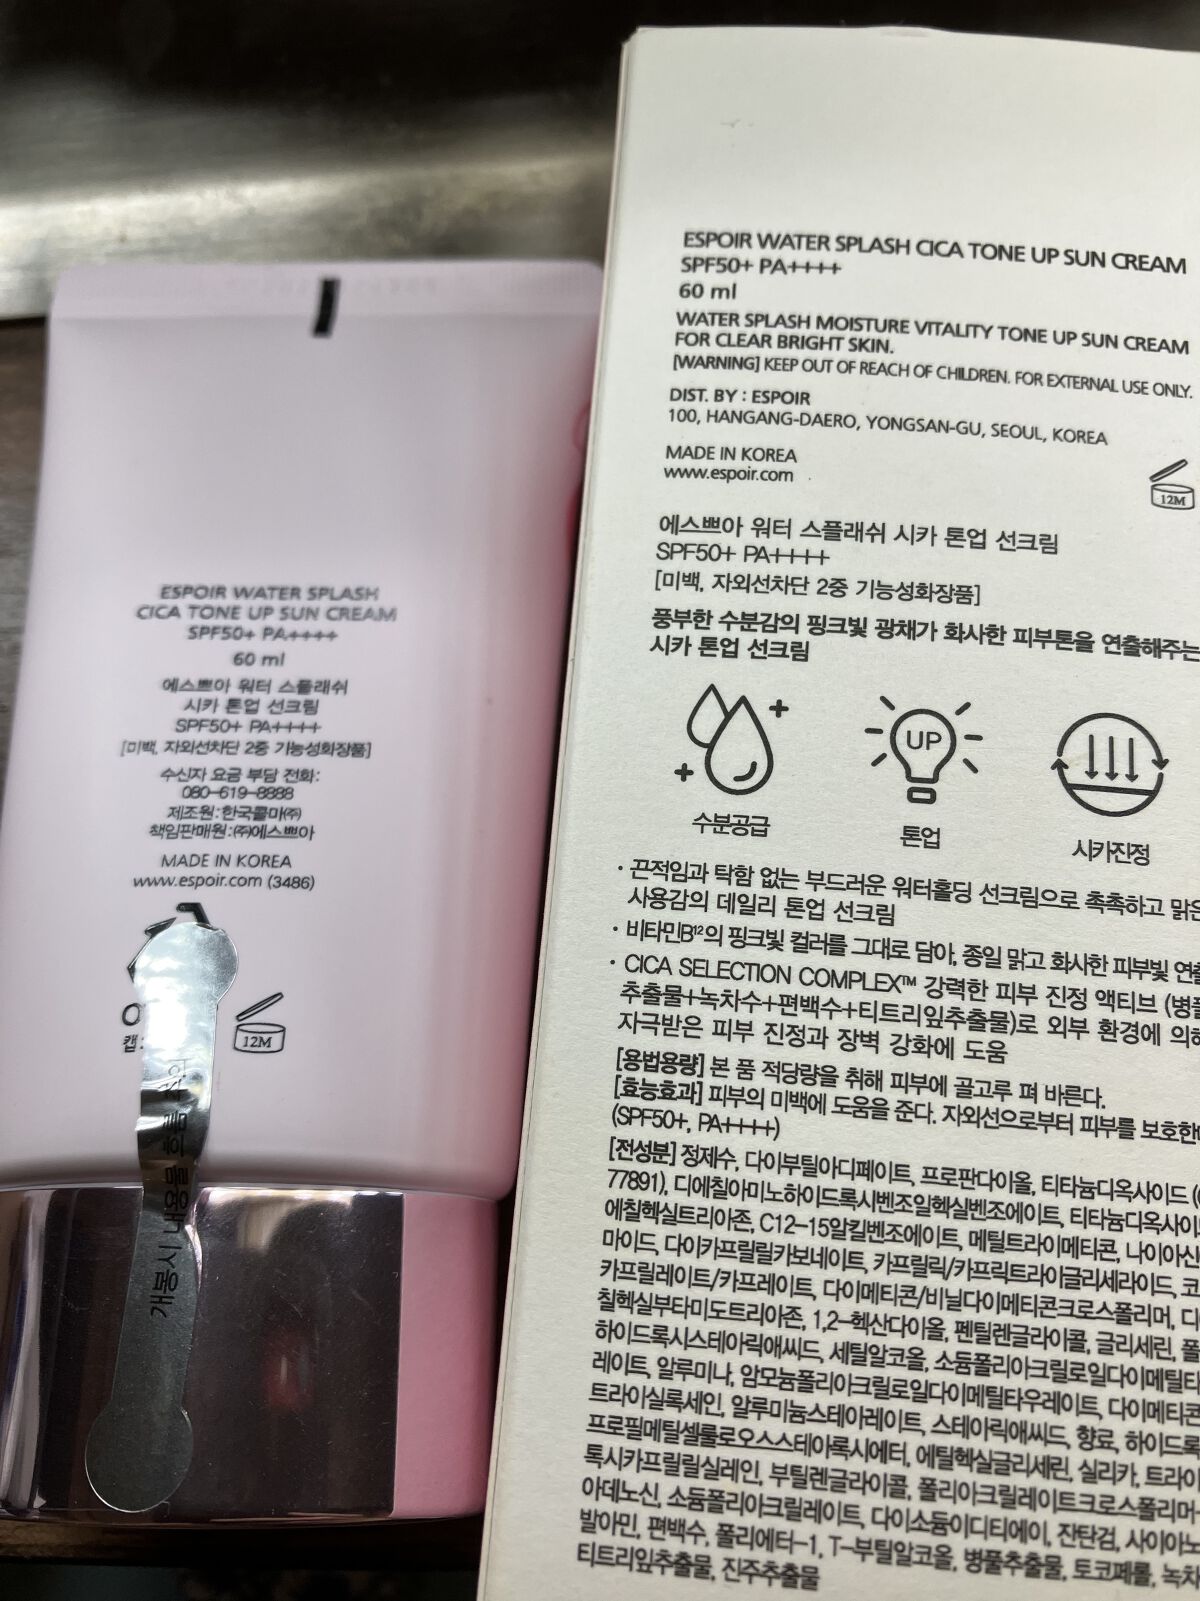 ESPOIR WATER SPLASH
CICA TONE UP SUN CREAM
SPF50+ PA++++
60 ml
에스쁘아 워터 스플래쉬
시카 톤업 선크림
SPF50+ PA++++
[미백, 자외선차단 2중 기능성화장품]
수신자 요금 부담 전화:
080-619-8888
제조원:한국콜마㈜
책임판매원:㈜에스쁘아
MADE IN KOREA
www.espoir.com (3486)
캡:
12M
개봉시 내용물 흐름 주의
ESPOIR WATER SPLASH CICA TONE UP SUN CREAM
SPF50+ PA++++
60 ml
WATER SPLASH MOISTURE VITALITY TONE UP SUN CREAM
FOR CLEAR BRIGHT SKIN.
[WARNING] KEEP OUT OF REACH OF CHILDREN. FOR EXTERNAL USE ONLY.
DIST. BY : ESPOIR
100, HANGANG-DAERO, YONGSAN-GU, SEOUL, KOREA
MADE IN KOREA
www.espoir.com
12M
에스쁘아 워터 스플래쉬 시카 톤업 선크림
SPF50+ PA++++
[미백, 자외선차단 2중 기능성화장품]
풍부한 수분감의 핑크빛 광채가 화사한 피부톤을 연출해주는
시카 톤업 선크림
UP
수분공급
톤업
시카진정
· 끈적임과 탁함 없는 부드러운 워터홀딩 선크림으로 촉촉하고 맑은
사용감의 데일리 톤업 선크림
· 비타민B¹²의 핑크빛 컬러를 그대로 담아, 종일 맑고 화사한 피부빛 연출
· CICA SELECTION COMPLEX™ 강력한 피부 진정 액티브 (병풀
추출물+녹차수+편백수+티트리잎추출물)로 외부 환경에 의해
자극받은 피부 진정과 장벽 강화에 도움
[용법용량] 본 품 적당량을 취해 피부에 골고루 펴 바른다.
[효능효과] 피부의 미백에 도움을 준다. 자외선으로부터 피부를 보호한다
(SPF50+, PA++++)
[전성분] 정제수, 다이부틸아디페이트, 프로판다이올, 티타늄디옥사이드
77891), 디에칠아미노하이드록시벤조일헥실벤조에이트, 티타늄디옥사이
에칠헥실트리아존, C12-15알킬벤조에이트, 메틸트라이메티콘, 나이아신
마이드, 다이카프릴릴카보네이트, 카프릴릭/카프릭트라이글리세라이드, 코
카프릴레이트/카프레이트, 다이메티콘/비닐다이메티콘크로스폴리머, 디
칠헥실부타미도트리아존, 1,2-헥산다이올, 펜틸렌글라이콜, 글리세린, 폴
하이드록시스테아릭애씨드, 세틸알코올, 소듐폴리아크릴로일다이메틸타
레이트, 알루미나, 암모늄폴리아크릴로일다이메틸타우레이트, 다이메티콘
트라이실록세인, 알루미늄스테아레이트, 스테아릭애씨드, 향료, 하이드록
프로필메틸셀룰로오스스테아록시에터, 에틸헥실글리세린, 실리카, 트라이
톡시카프릴릴실레인, 부틸렌글라이콜, 폴리아크릴레이트크로스폴리머-
아데노신, 소듐폴리아크릴레이트, 다이소듐이디티에이, 잔탄검, 사이아노
발아민, 편백수, 폴리에터-1, T-부틸알코올, 병풀추출물, 토코페롤, 녹차
티트리잎추출물, 진주추출물